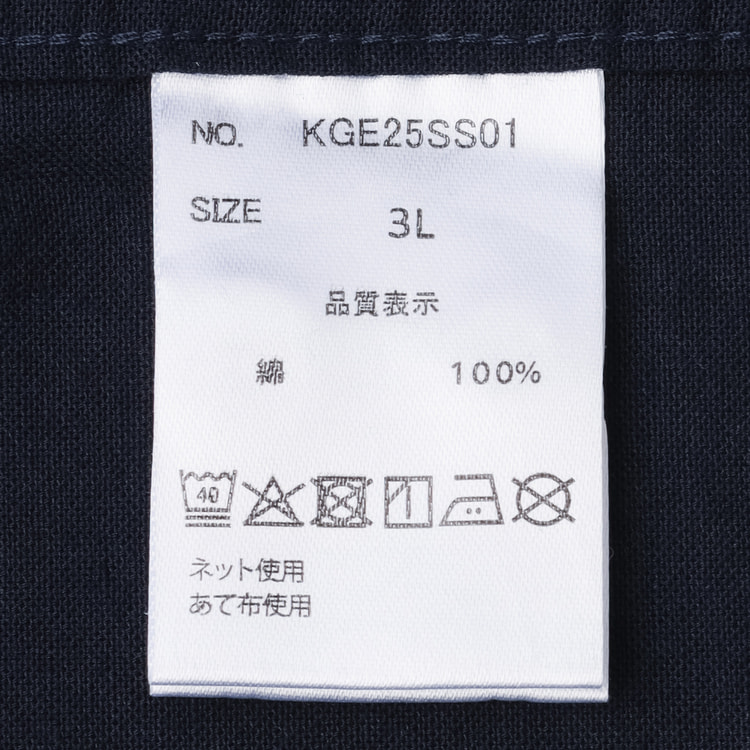 NO. KGE25SS01
SIZE 3L
品質表示
綿 100%
40
ネット使用
あて布使用